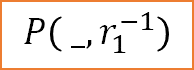 P( _, r₁⁻¹)